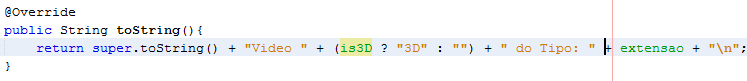 @Override
public String toString(){
return super.toString() + "Video " + (is3D ? "3D" : "") + " do Tipo: " + extensao + "\n";
}